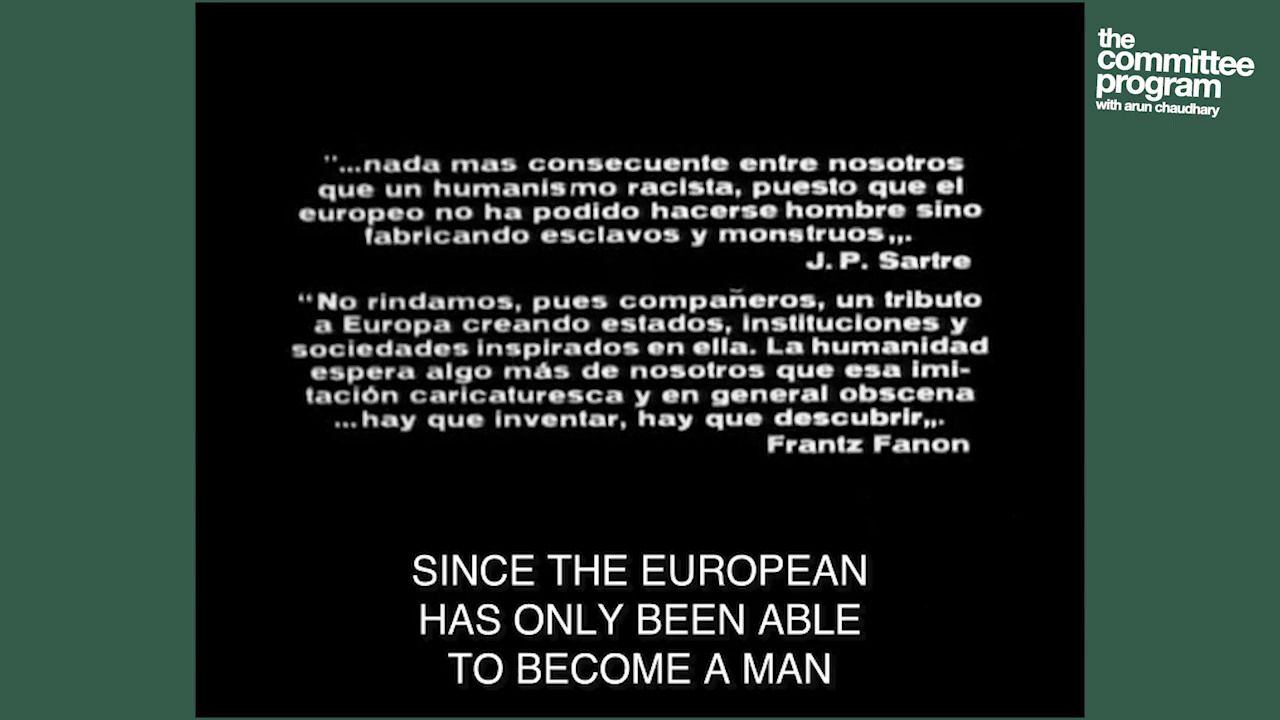 the
committee
program
with arun chaudhary
"...nada mas consecuente entre nosotros
que un humanismo racista, puesto que el
europeo no ha podido hacerse hombre sino
fabricando esclavos y monstruos,,.
J. P. Sartre
"No rindamos, pues compañeros, un tributo
a Europa creando estados, instituciones y
sociedades inspirados en ella. La humanidad
espera algo más de nosotros que esa imi-
tación caricaturesca y en general obscena
...hay que inventar, hay que descubrir,,.
Frantz Fanon
SINCE THE EUROPEAN
HAS ONLY BEEN ABLE
TO BECOME A MAN